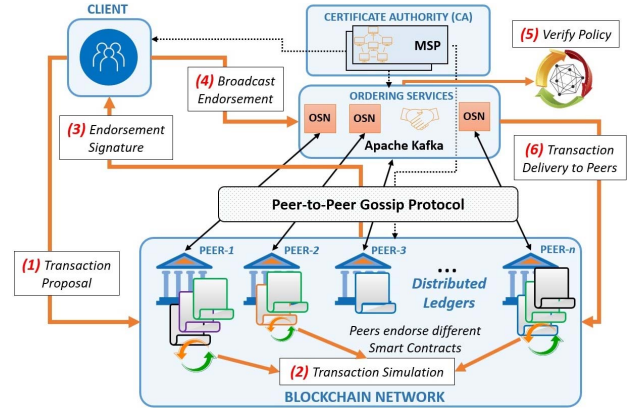 CLIENT
CERTIFICATE AUTHORITY (CA)
MSP
(5) Verify Policy
(4) Broadcast
Endorsement
ORDERING SERVICES
OSN
OSN
OSN
Apache Kafka
(3) Endorsement
Signature
(6) Transaction
Delivery to Peers
Peer-to-Peer Gossip Protocol
PEER-1
PEER-2
PEER-3
PEER-n
(1) Transaction
Proposal
...
Distributed
Ledgers
Peers endorse different
Smart Contracts
(2) Transaction Simulation
BLOCKCHAIN NETWORK